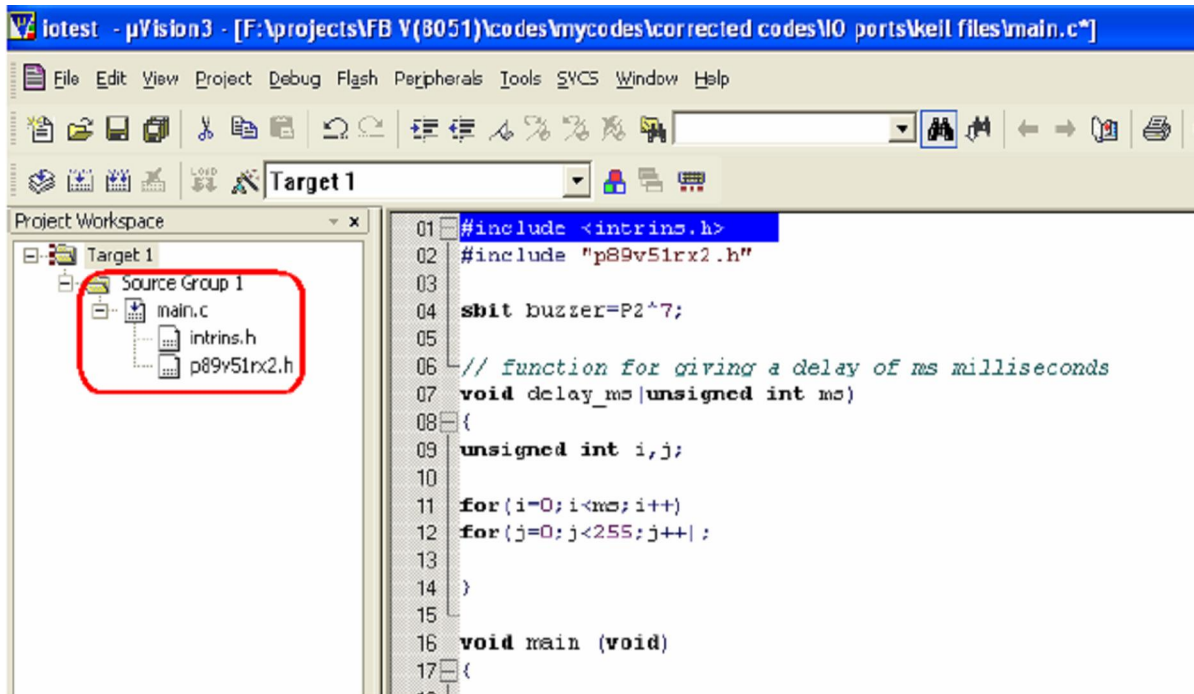 iotest - µVision3 - [F:\projects\FB V(8051)\codes\mycodes\corrected codes\IO ports\keil files\main.c*]
File Edit View Project Debug Flash Peripherals Tools SVCS Window Help
LOAD
Target 1
Project Workspace
Target 1
Source Group 1
main.c
intrins.h
p89v51rx2.h
01 #include <intrins.h>
02 #include "p89v51rx2.h"
03
04 sbit buzzer=P2^7;
05
06 // function for giving a delay of ms milliseconds
07 void delay_ms(unsigned int ms)
08 {
09 unsigned int i,j;
10
11 for(i=0;i<ms;i++)
12 for(j=0;j<255;j++);
13
14 }
15
16 void main (void)
17 {